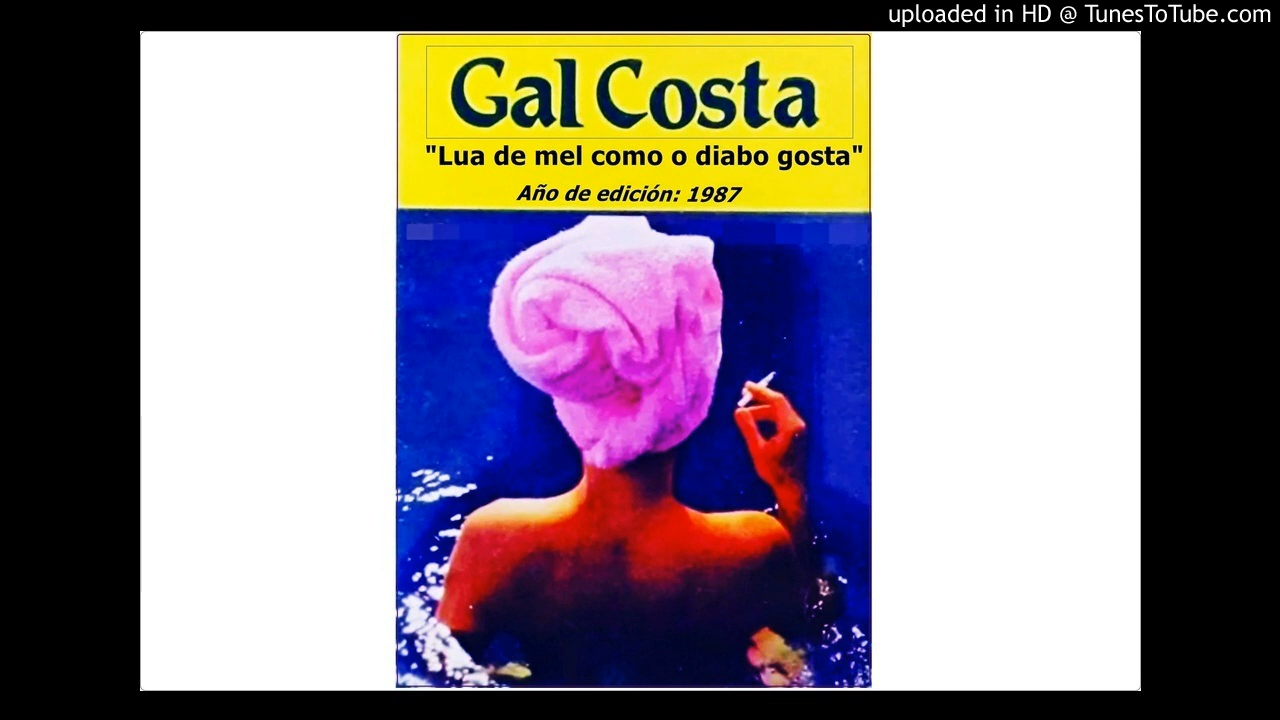 uploaded in HD @ TunesToTube.com
Gal Costa
"Lua de mel como o diabo gosta"
Año de edición: 1987